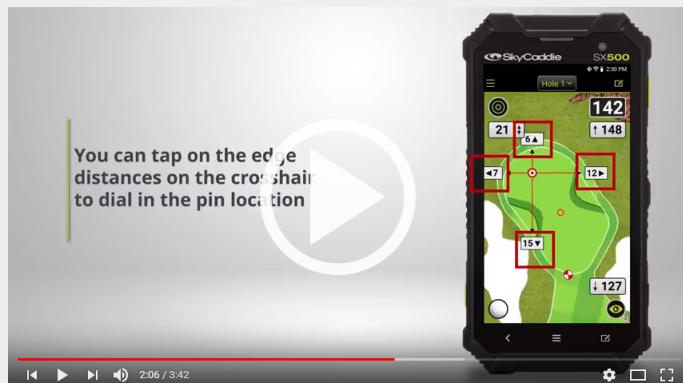 SkyCaddie SX500
2:30 PM
Hole 1
142
21
6▲
↑ 148
◄7
12►
You can tap on the edge
distances on the crosshair
to dial in the pin location
15▼
↓ 127
2:06 / 3:42